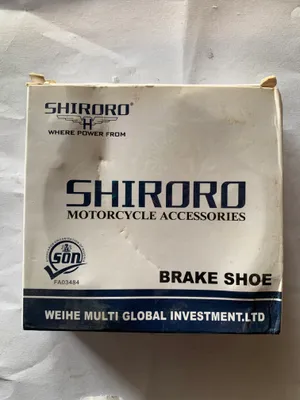 SHIRORO
H
WHERE POWER FROM
SHIRORO
MOTORCYCLE ACCESSORIES
SON
FA03484
BRAKE SHOE
WEIHE MULTI GLOBAL INVESTMENT.LTD